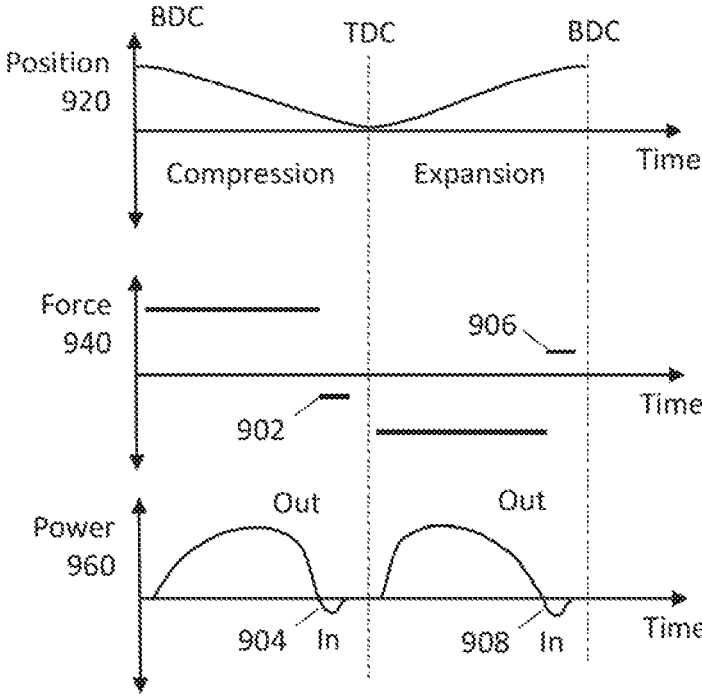 BDC
TDC
BDC
Position
920
Time
Compression
Expansion
Force
940
906
Time
902
Out
Out
Power
960
904
In
908
In
Time